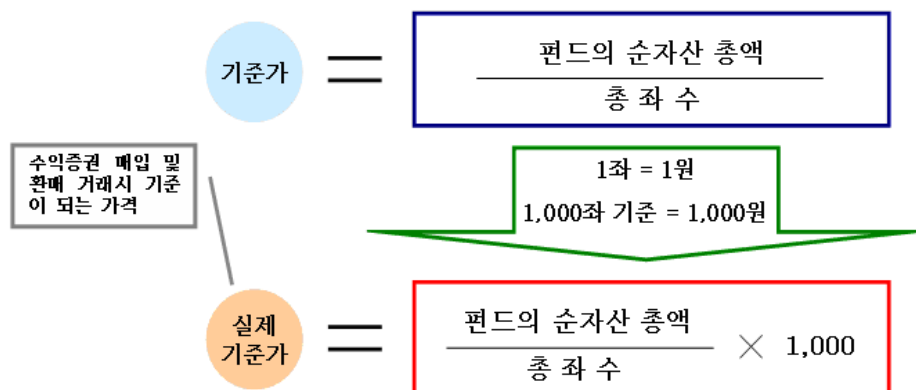 기준가
=
펀드의 순자산 총액
총 좌 수
수익증권 매입 및
환매 거래시 기준
이 되는 가격
1좌 = 1원
1,000좌 기준 = 1,000원
실제
기준가
=
펀드의 순자산 총액
총 좌 수
× 1,000